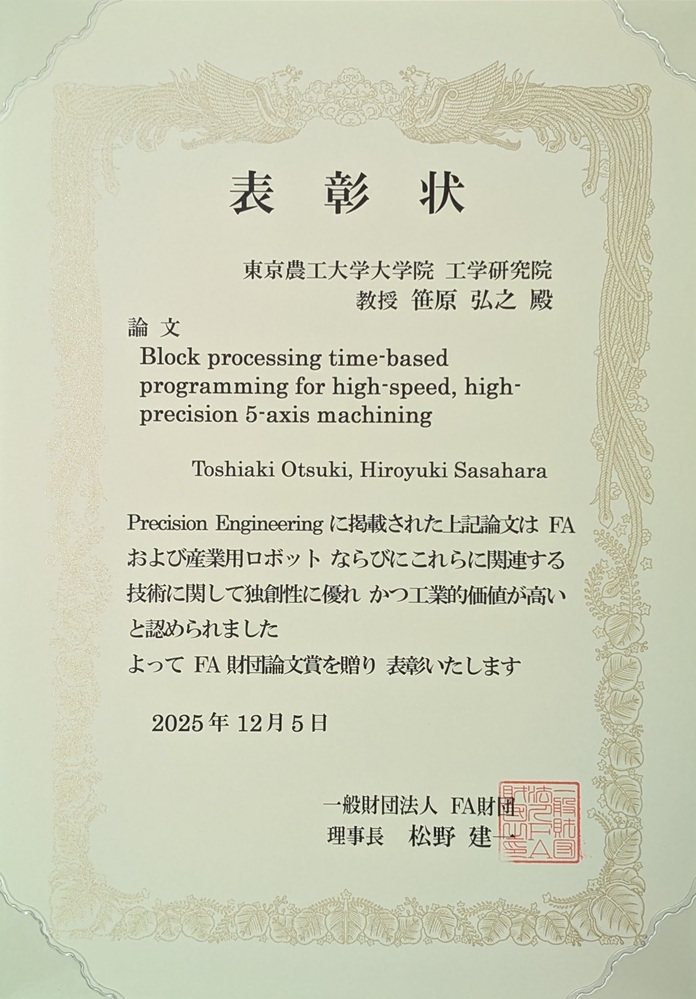 表彰状
東京農工大学大学院 工学研究院
教授 笹原 弘之 殿
論文
Block processing time-based
programming for high-speed, high-
precision 5-axis machining
Toshiaki Otsuki, Hiroyuki Sasahara
Precision Engineering に掲載された上記論文は FA
および産業用ロボット ならびにこれらに関連する
技術に関して独創性に優れ かつ工業的価値が高い
と認められました
よって FA 財団論文賞を贈り 表彰いたします
2025年 12月 5日
一般財団法人 FA財団
理事長 松野 建一